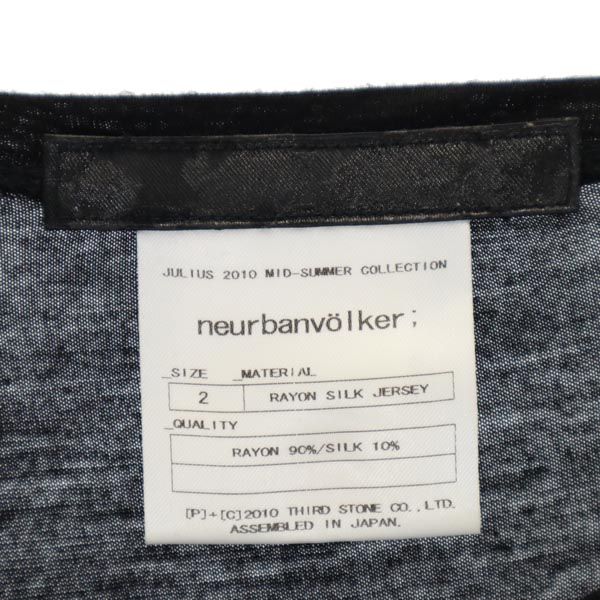 JULIUS 2010 MID-SUMMER COLLECTION
neurbanvölker;
_SIZE _MATERIAL
2 RAYON SILK JERSEY
_QUALITY
RAYON 90%/SILK 10%
[P]+[C]2010 THIRD STONE CO.,LTD.
ASSEMBLED IN JAPAN.